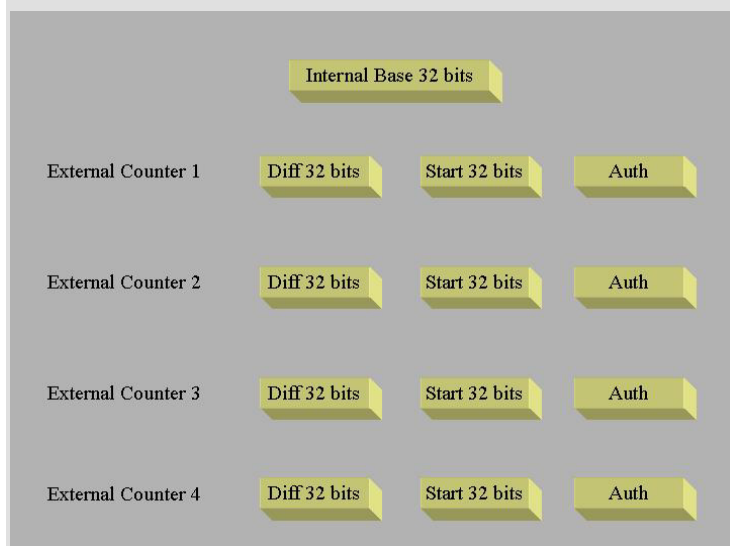 Internal Base 32 bits
External Counter 1 Diff 32 bits Start 32 bits Auth
External Counter 2 Diff 32 bits Start 32 bits Auth
External Counter 3 Diff 32 bits Start 32 bits Auth
External Counter 4 Diff 32 bits Start 32 bits Auth